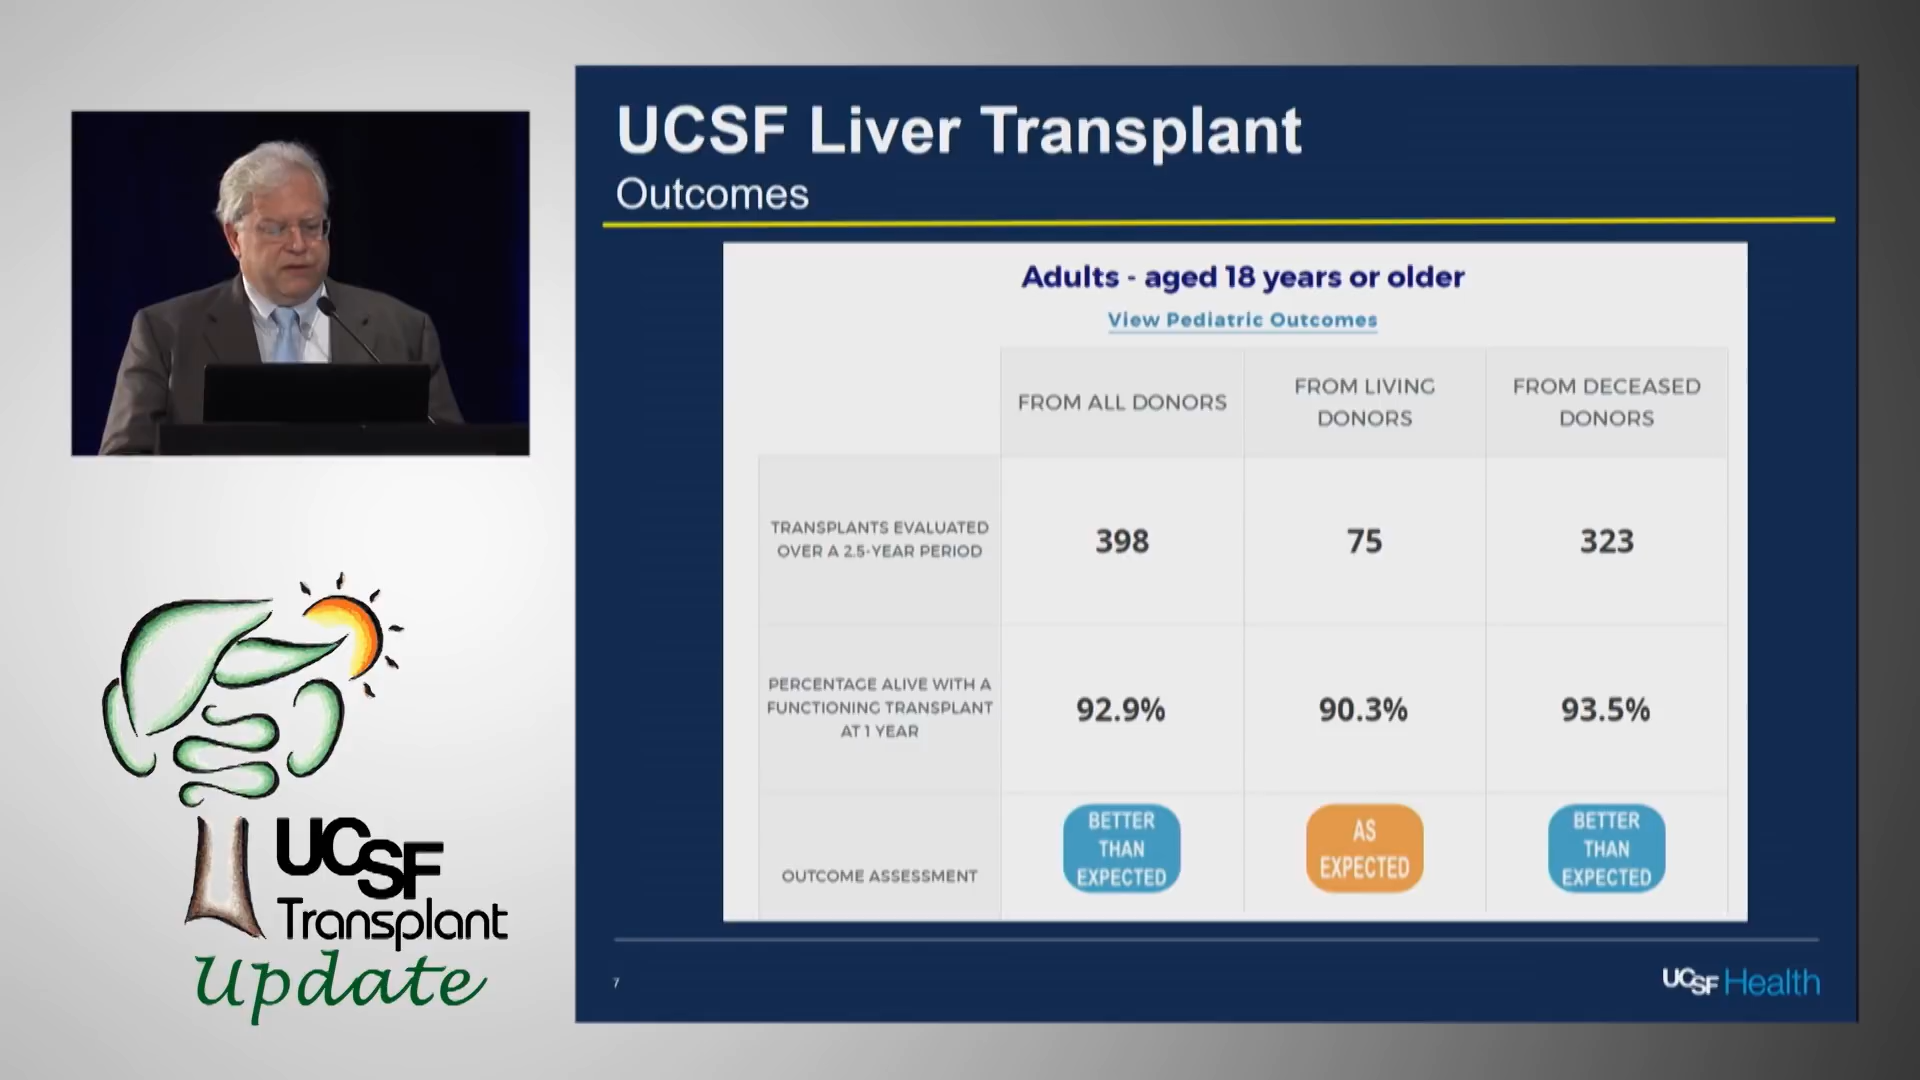 UCSF Liver Transplant
Outcomes
Adults - aged 18 years or older
View Pediatric Outcomes
FROM ALL DONORS
FROM LIVING
DONORS
FROM DECEASED
DONORS
TRANSPLANTS EVALUATED
OVER A 2.5-YEAR PERIOD
398
75
323
PERCENTAGE ALIVE WITH A
FUNCTIONING TRANSPLANT
AT 1 YEAR
92.9%
90.3%
93.5%
OUTCOME ASSESSMENT
BETTER
THAN
EXPECTED
AS
EXPECTED
BETTER
THAN
EXPECTED
7
UCSF Health
UCSF
Transplant
Update